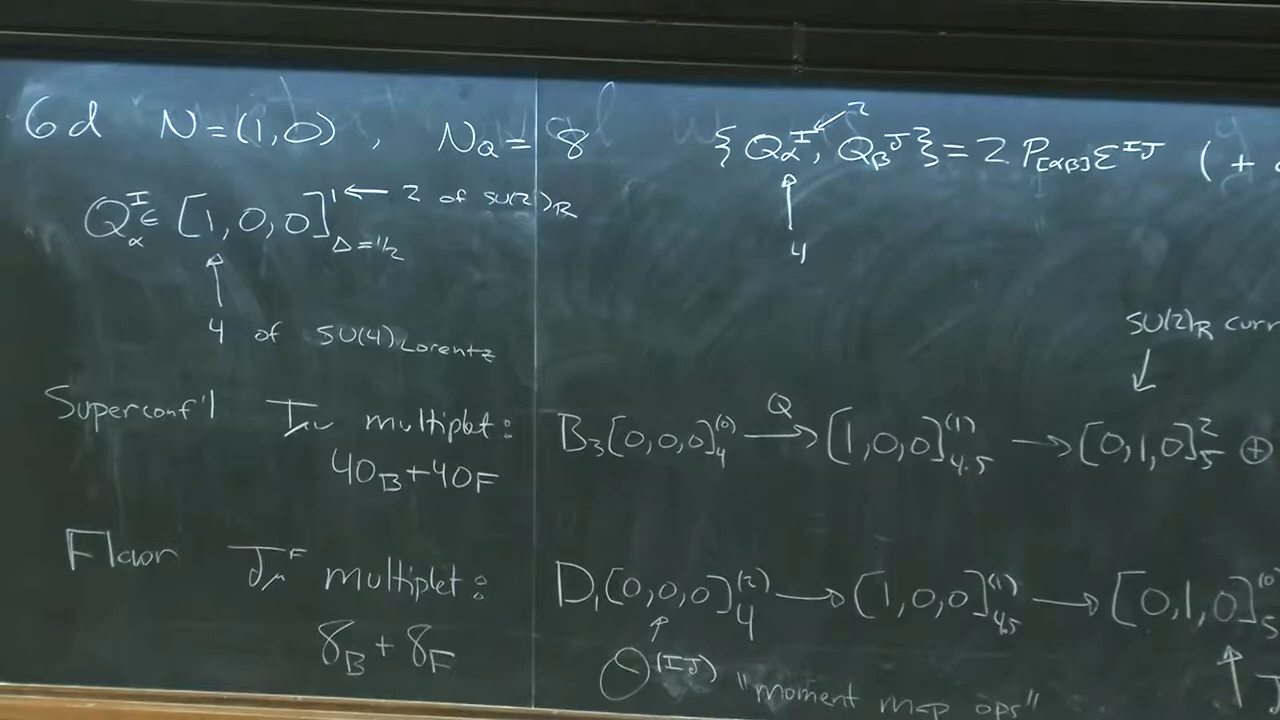 6d N=(1,0), N_Q=8 {Q_α^I, Q_β^J}=2 P_[αβ] ε^{IJ} (+
Q_α^I ∈ [1,0,0]^1_{Δ=1/2} ← 2 of SU(2)_R
2
4
4 of SU(4)_Lorentz
SU(2)_R curr
Superconf'l T_μν multiplet: B_3[0,0,0]_4^(0) →Q [1,0,0]_4.5^(1) → [0,1,0]_5^2 ⊕
40_B+40_F
Flavor J_μ^F multiplet: D_1[0,0,0]_4^(2) → [1,0,0]_4.5^(1) → [0,1,0]_5^(0
8_B + 8_F
Θ^(IJ) "moment map ops"
J